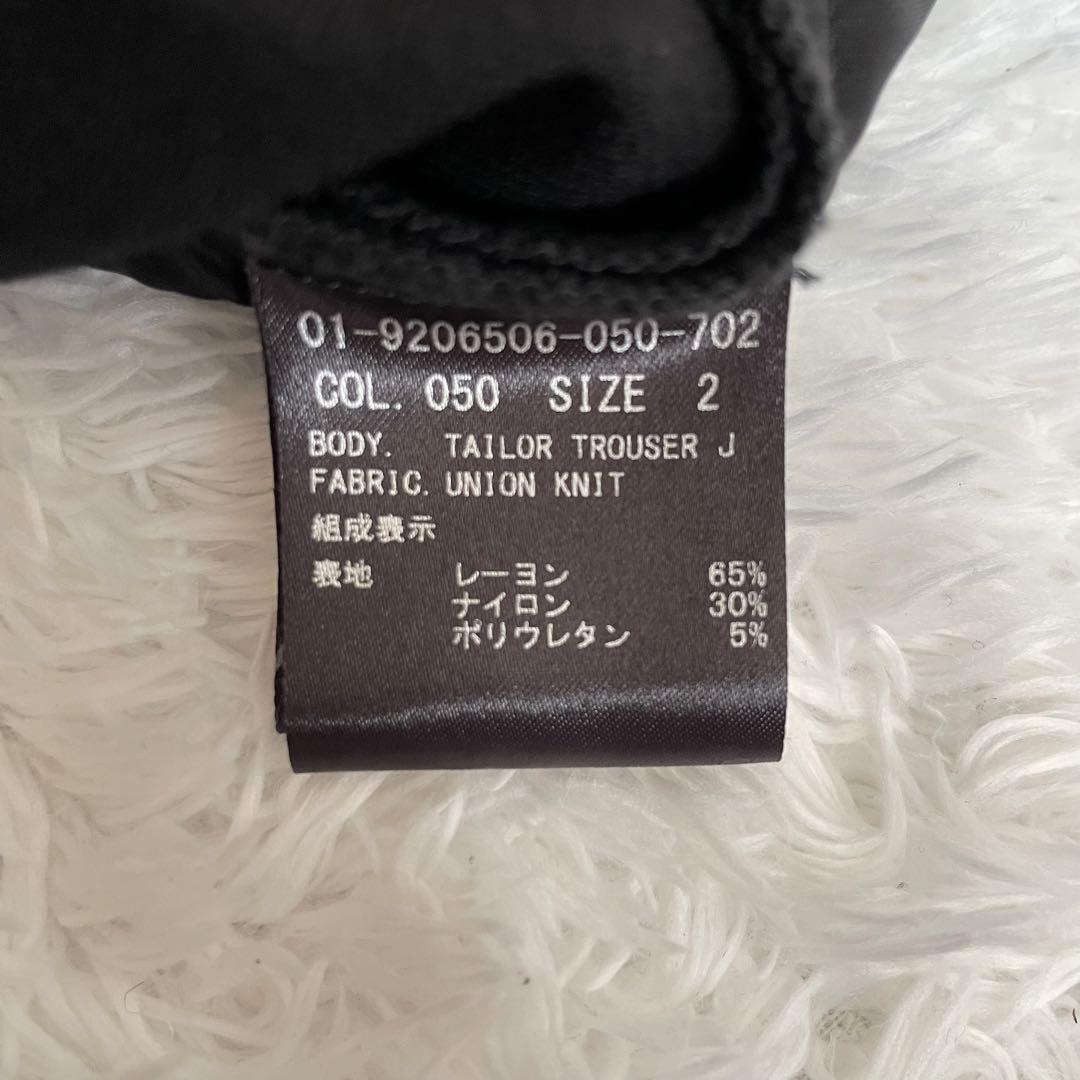 01-9206506-050-702
COL. 050 SIZE 2
BODY. TAILOR TROUSER J
FABRIC. UNION KNIT
組成表示
表地 レーヨン 65%
ナイロン 30%
ポリウレタン 5%